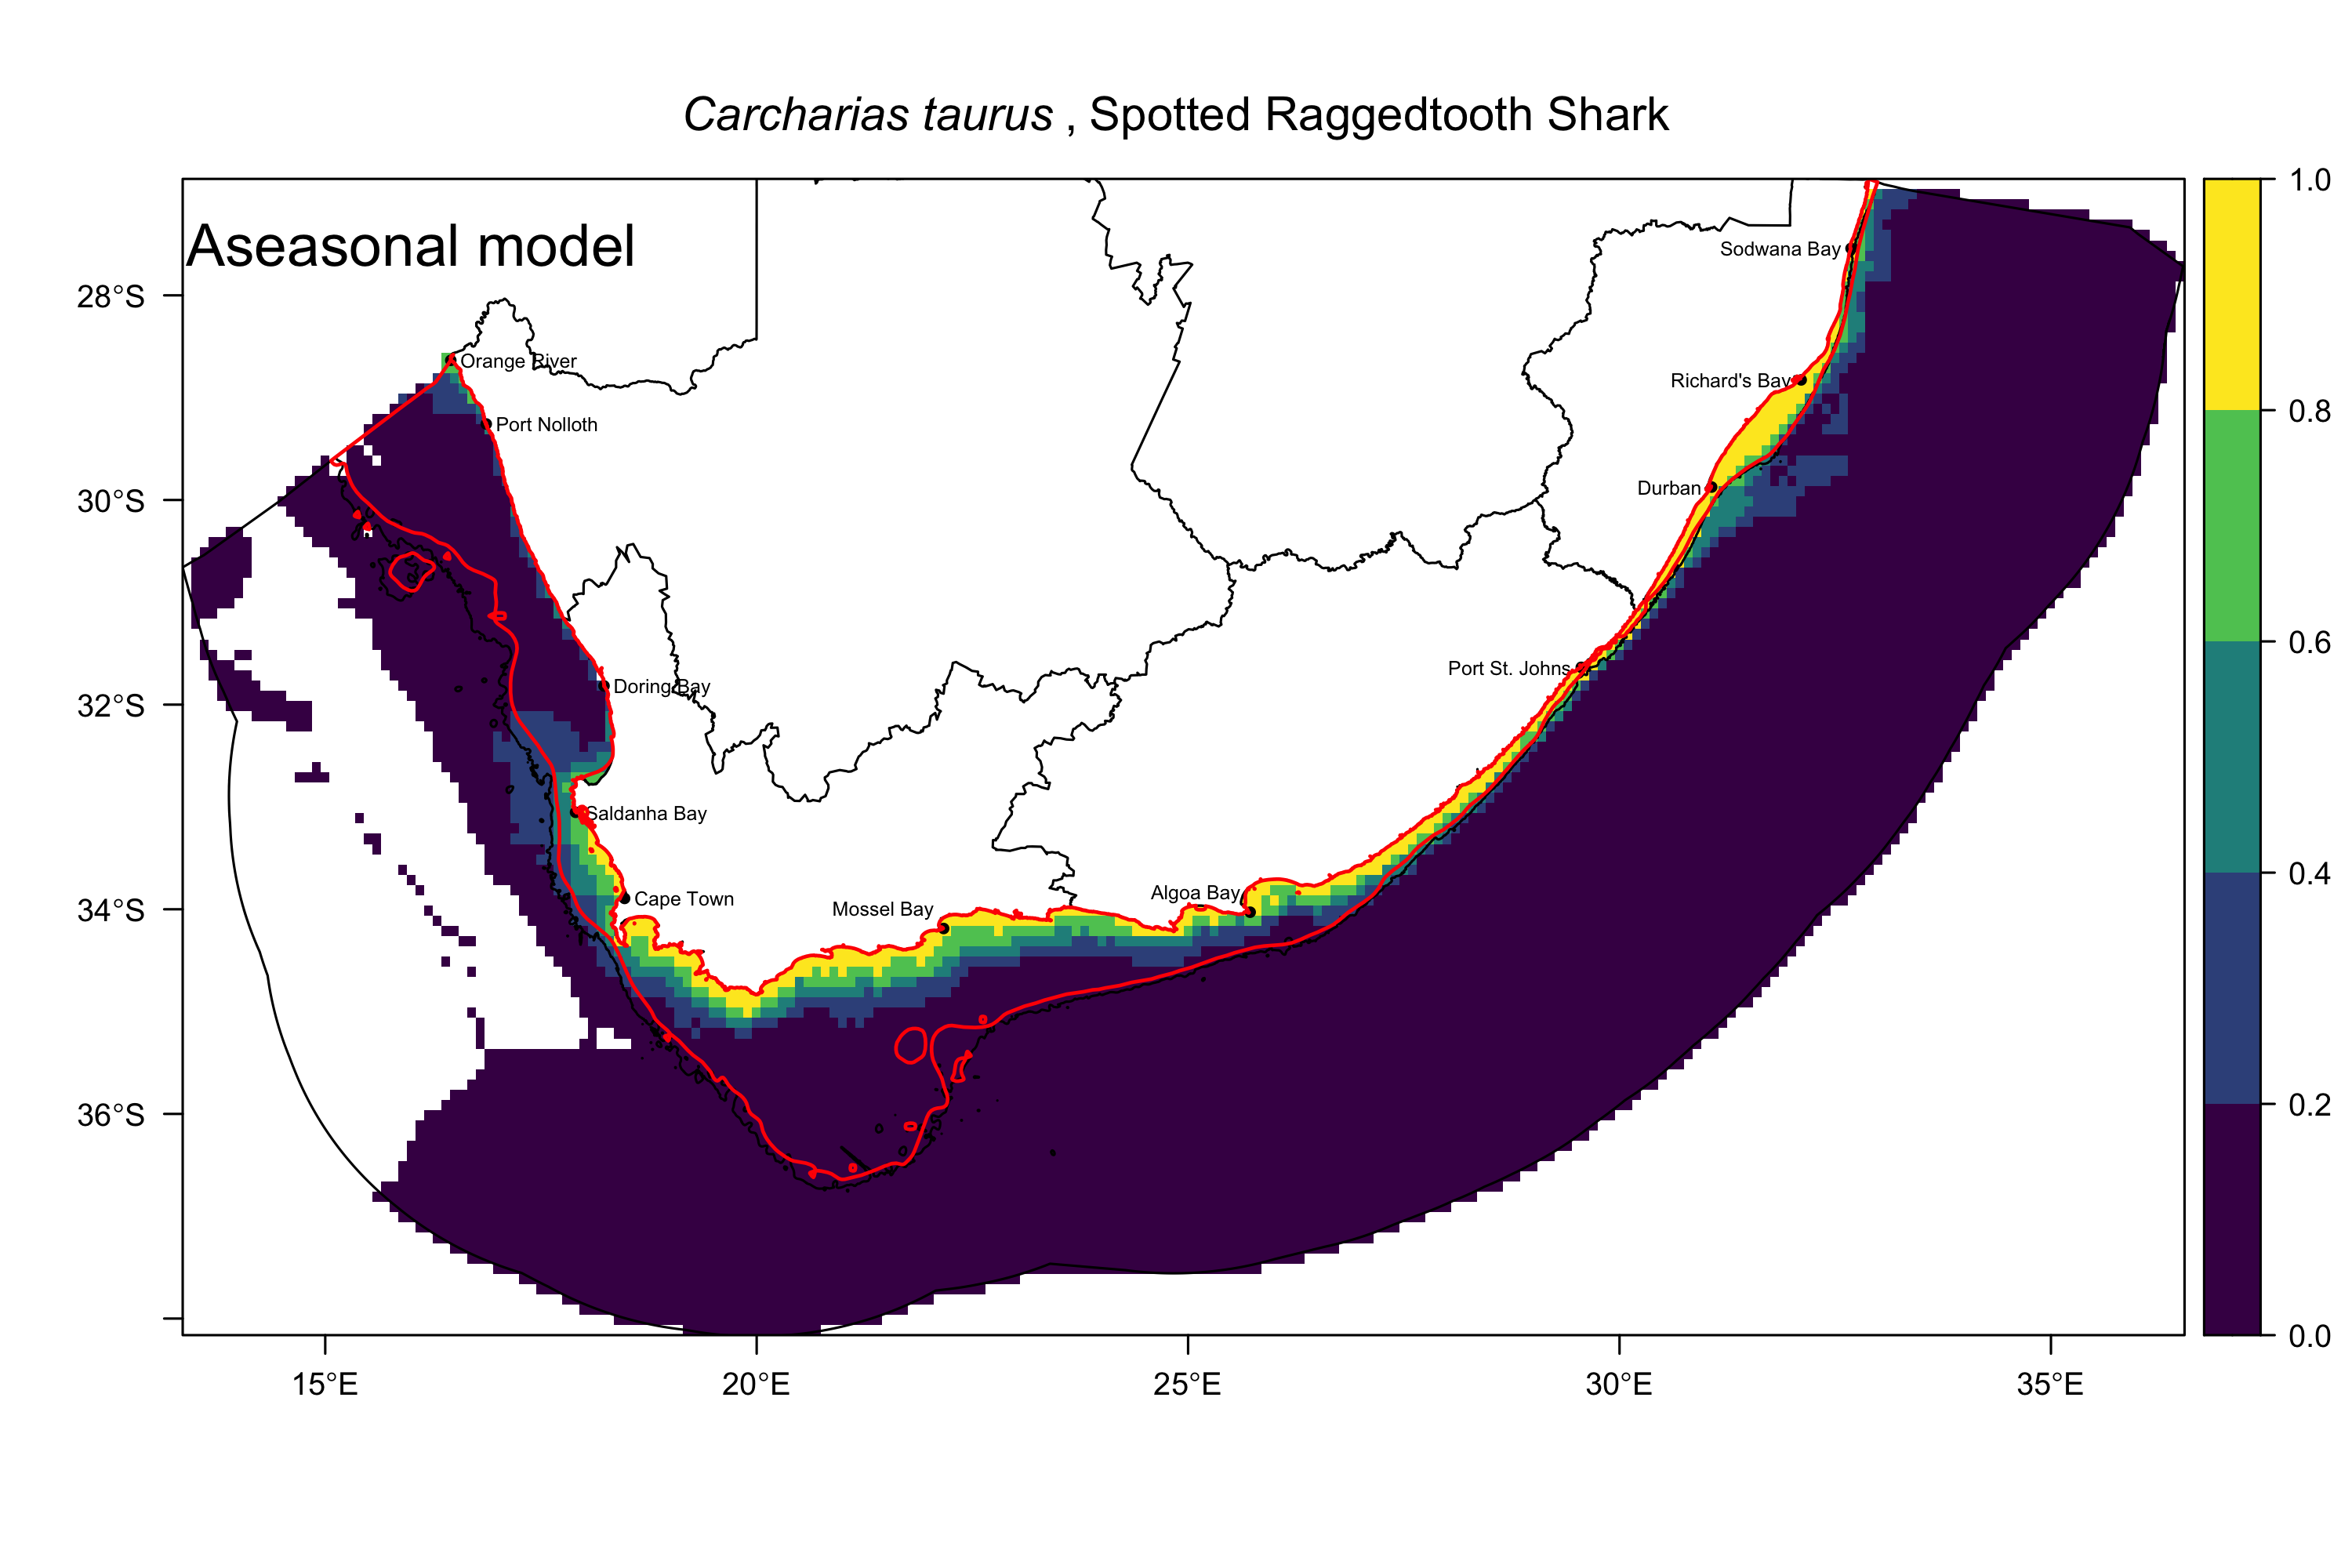 Carcharias taurus , Spotted Raggedtooth Shark
Aseasonal model
Sodwana Bay
Orange River
Richard's Bay
Port Nolloth
Durban
Port St. Johns
Doring Bay
Saldanha Bay
Cape Town
Algoa Bay
Mossel Bay
28°S
30°S
32°S
34°S
36°S
15°E
20°E
25°E
30°E
35°E
1.0
0.8
0.6
0.4
0.2
0.0